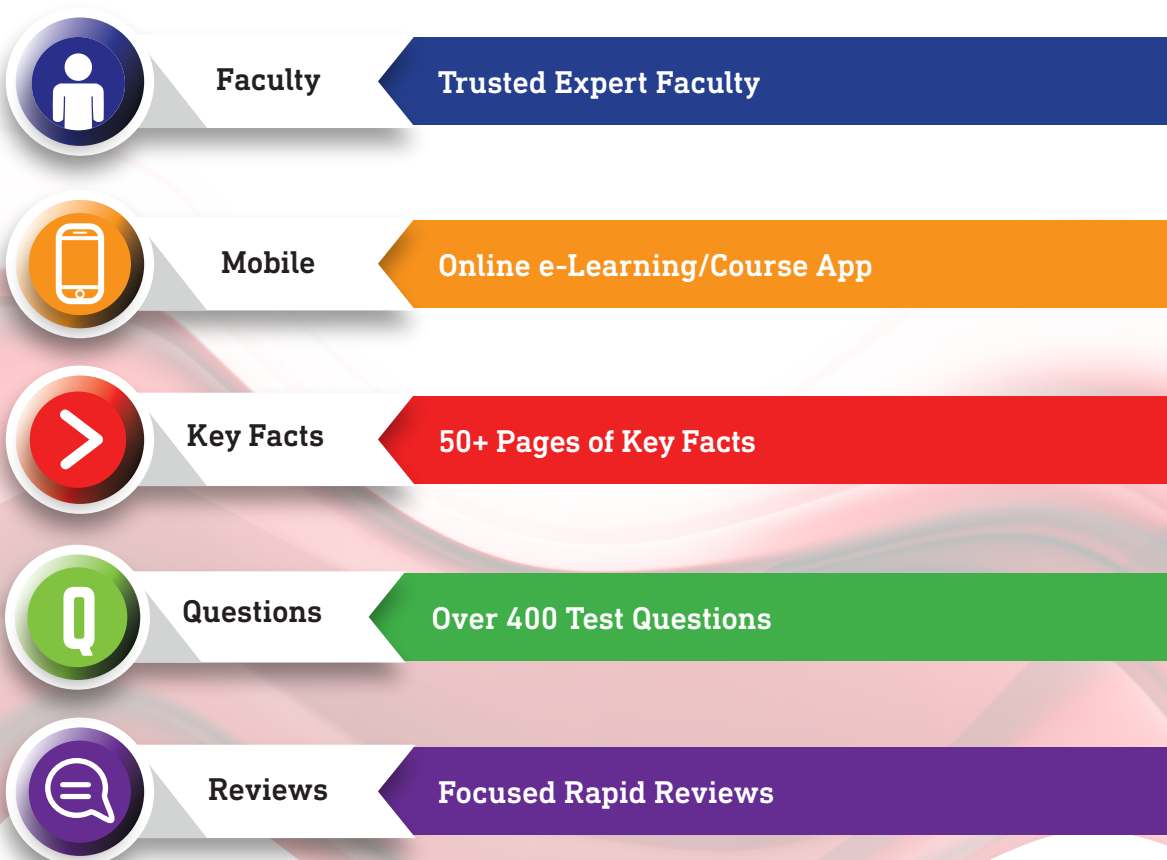 Faculty
Trusted Expert Faculty
Mobile
Online e-Learning/Course App
Key Facts
50+ Pages of Key Facts
Q
Questions
Over 400 Test Questions
Reviews
Focused Rapid Reviews